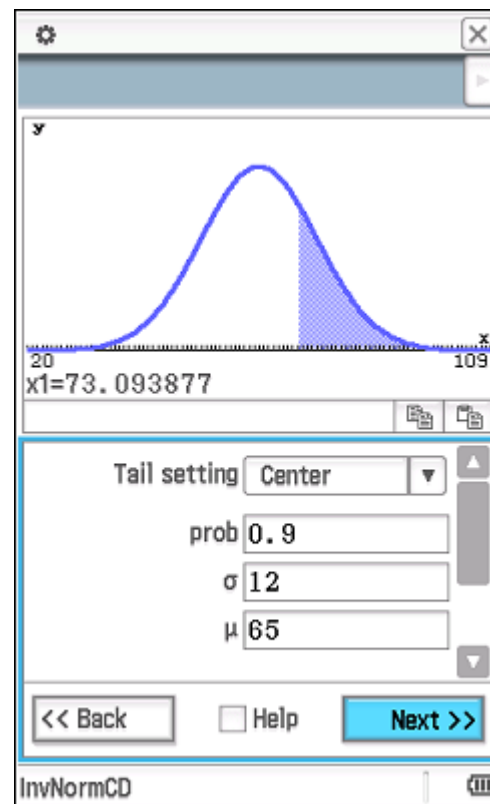 y
x
20 109
x1=73.093877
Tail setting Center
prob 0.9
σ 12
μ 65
<< Back Help Next >>
InvNormCD